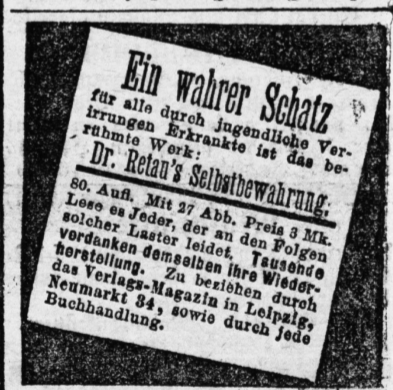 Ein wahrer Schatz
für alle durch jugendliche Ver-
irrungen Erkrankte ist das be-
rühmte Werk:
Dr. Retau's Selbstbewahrung.
80. Aufl. Mit 27 Abb. Preis 3 Mk.
Lese es Jeder, der an den Folgen
solcher Laster leidet. Tausende
verdanken demselben ihre Wieder-
herstellung. Zu beziehen durch
das Verlags-Magazin in Leipzig,
Neumarkt 34, sowie durch jede
Buchhandlung.